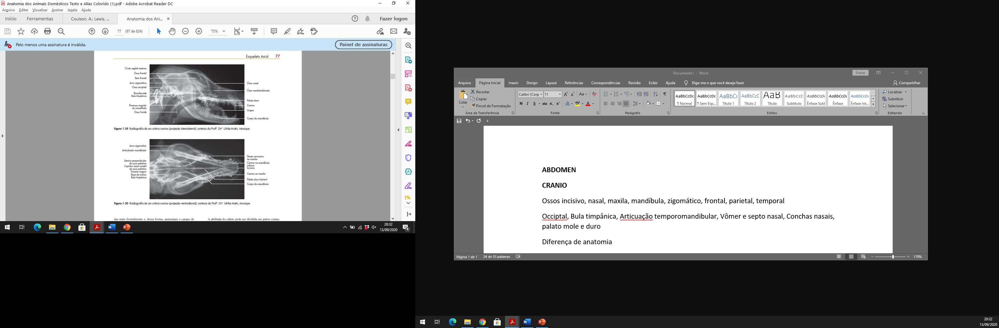 Anatomia dos Animais Domésticos Texto e Atlas Colorido (1).pdf - Adobe Acrobat Reader DC
Arquivo Editar Visualizar Assinar Janela Ajuda
Início Ferramentas Coulson, A.; Lewis, ... Anatomia dos Ani... Fazer logon
77 (97 de 824) 75%
Pelo menos uma assinatura é inválida. Painel de assinaturas
Esqueleto Axial 77
Crista sagital externa
Osso frontal
Seio frontal
Arco zigomático
Osso occipital
Basisfenoide
Bula timpânica
Processo angular
da mandíbula
Osso hioide
Osso nasal
Osso maxiloturbinado
Palato duro
Canino
Língua
Corpo da mandíbula
Figura 1-29 Radiografia de um crânio canino (projeção laterolateral); cortesia da Profª. Drª. Ulrike Matis, Munique.
Arco zigomático
Articulação mandibular
Lâmina perpendicular
do osso palatino
Espinha nasal caudal
do osso palatino
Forame magno
Base do crânio
Bula timpânica
Dente carniceiro
na maxila
Canino na mandíbula
inferior
Incisivo
Canino na maxila
Palato duro (vômer)
Corpo da mandíbula
Figura 1-30 Radiografia de um crânio canino (projeção ventrodorsal); cortesia da Profª. Drª. Ulrike Matis, Munique.
das mais frontalmente e, dessa forma, aumentam o campo de
A abóbada do crânio pode ser dividida em partes crania-
20:32
13/09/2020
4
Documento1 - Word
Entrar
Arquivo Página Inicial Inserir Design Layout Referências Correspondências Revisão Exibir Ajuda Diga-me o que você deseja fazer Compartilhar
Colar
Recortar
Copiar
Pincel de Formatação
Área de Transferência
Calibri (Corp 11
N I S abc x₂ x²
Fonte
Parágrafo
AaBbCcDc AaBbCcDc AaBbCc AaBbCcE AaB AaBbCcD AaBbCcDc AaBbCcDc AaBbCcDc
¶ Normal ¶ Sem Esp... Título 1 Título 2 Título Subtítulo Ênfase Sutil Ênfase Ênfase Int...
Estilos
Localizar
Substituir
Selecionar
Editando
ABDOMEN
CRANIO
Ossos incisivo, nasal, maxila, mandíbula, zigomático, frontal, parietal, temporal
Occiptal, Bula timpânica, Articuação temporomandibular, Vômer e septo nasal, Conchas nasais,
palato mole e duro
Diferença de anatomia
Página 1 de 1 24 de 53 palavras 170%
20:32
13/09/2020